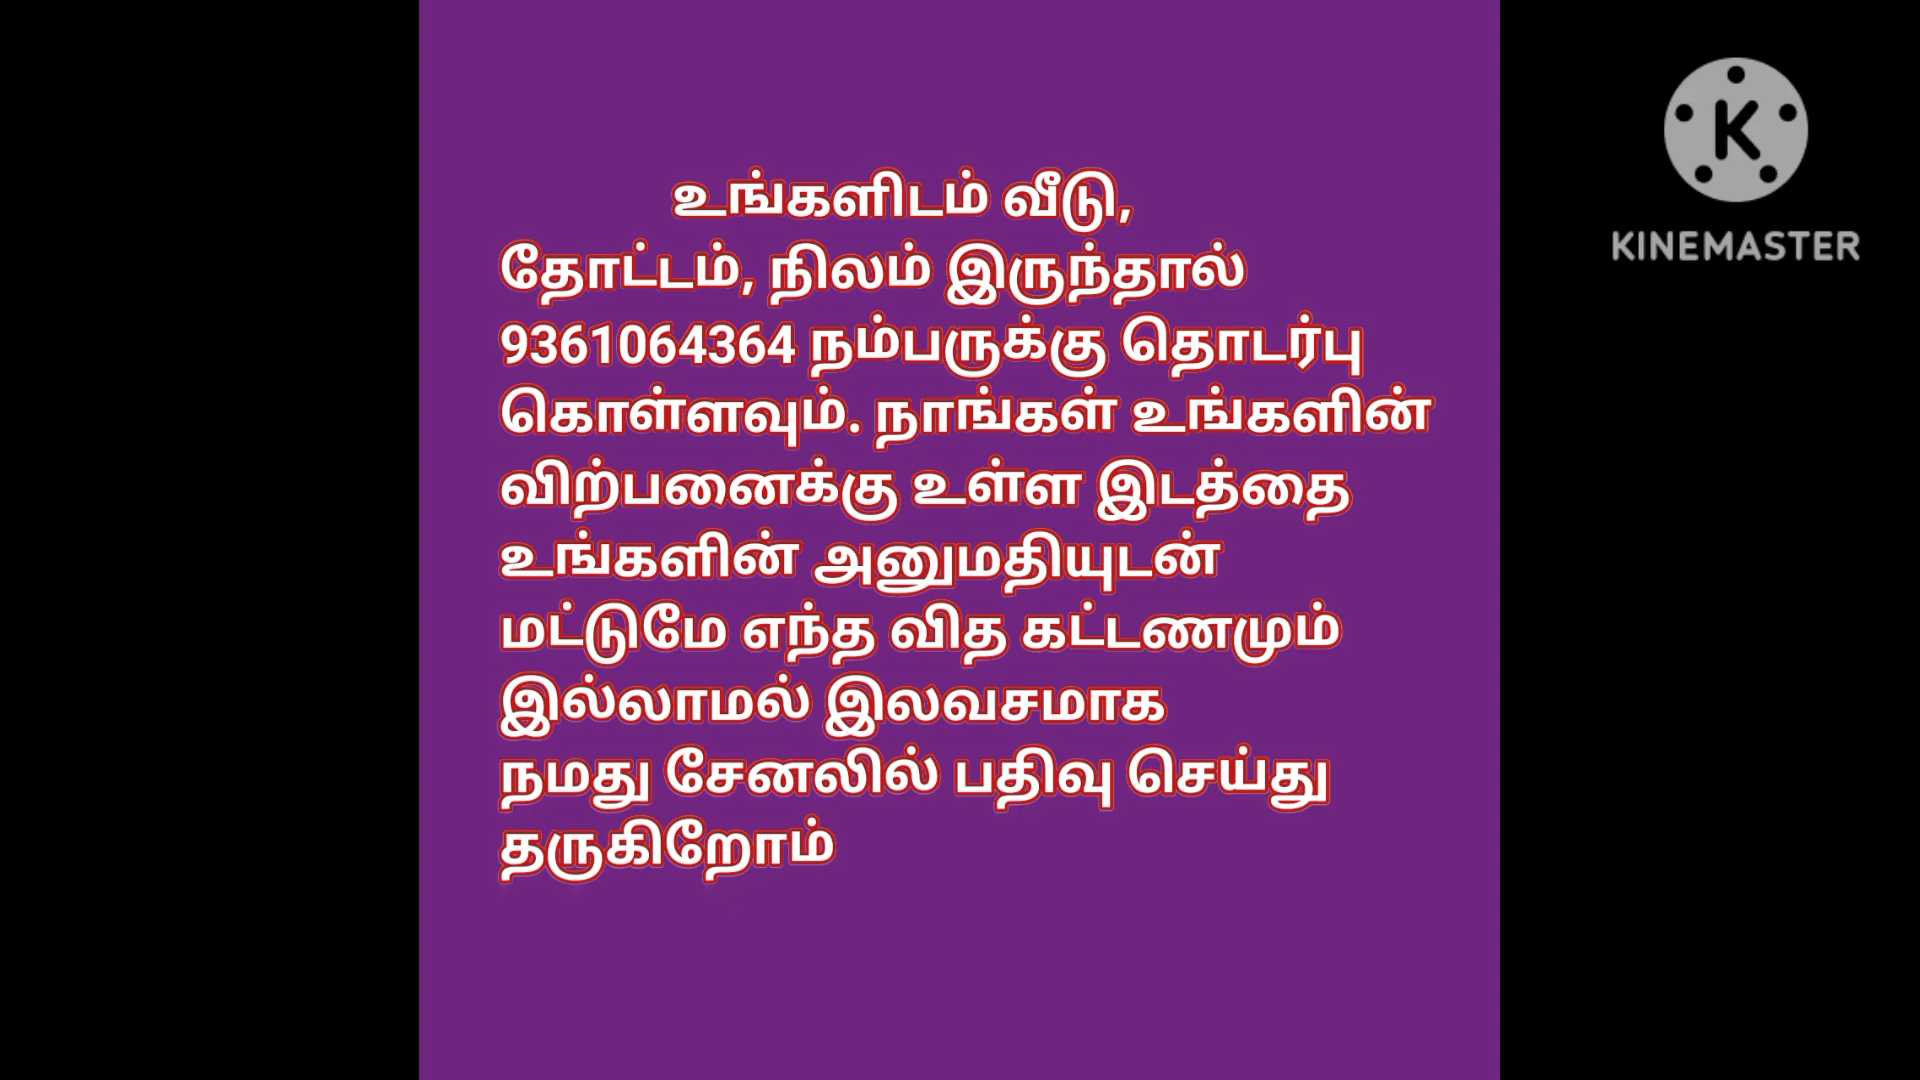 உங்களிடம் வீடு,
தோட்டம், நிலம் இருந்தால்
9361064364 நம்பருக்கு தொடர்பு
கொள்ளவும். நாங்கள் உங்களின்
விற்பனைக்கு உள்ள இடத்தை
உங்களின் அனுமதியுடன்
மட்டுமே எந்த வித கட்டணமும்
இல்லாமல் இலவசமாக
நமது சேனலில் பதிவு செய்து
தருகிறோம்
K
KINEMASTER